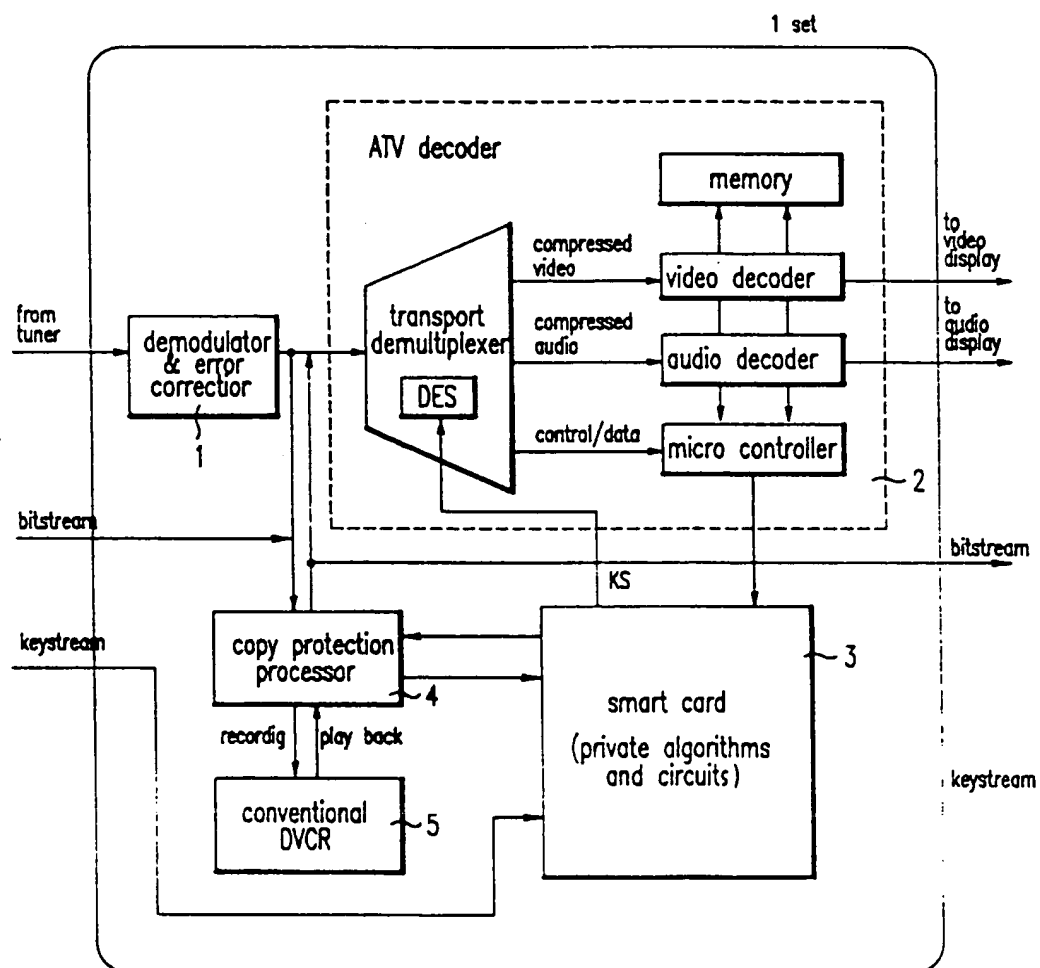 1 set
ATV decoder
memory
compressed
video
video decoder
to
video
display
from
tuner
demodulator
& error
correctior
1
transport
demultiplexer
DES
compressed
audio
audio decoder
to
audio
display
control/data
micro controller
2
bitstream
bitstream
KS
keystream
copy protection
processor
4
3
smart card
(private algorithms
and circuits)
recordig
play back
conventional
DVCR
5
keystream